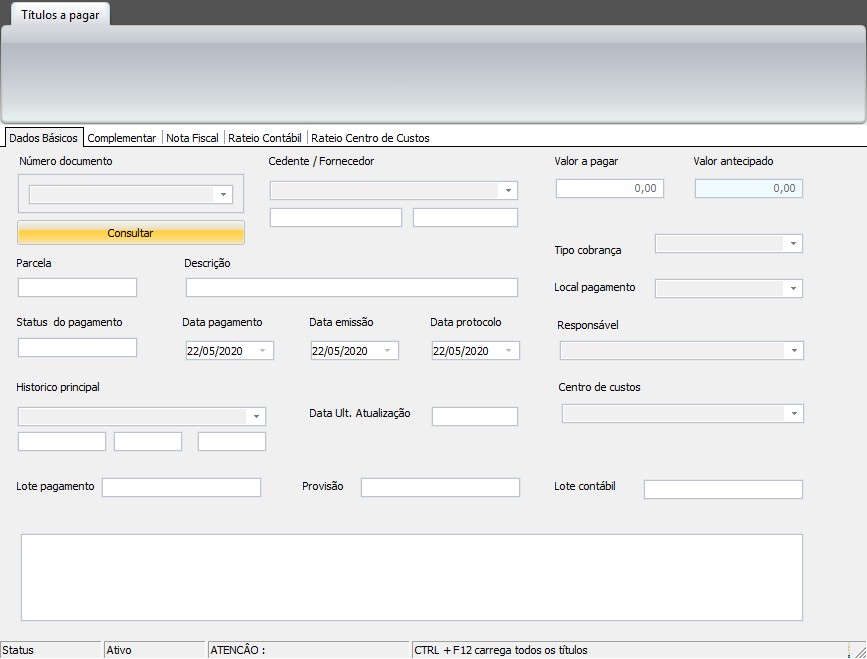 Títulos a pagar
Dados Básicos Complementar Nota Fiscal Rateio Contábil Rateio Centro de Custos
Número documento Cedente / Fornecedor Valor a pagar Valor antecipado
0,00 0,00
Consultar
Tipo cobrança
Parcela Descrição
Local pagamento
Status do pagamento Data pagamento Data emissão Data protocolo Responsável
22/05/2020 22/05/2020 22/05/2020
Historico principal Centro de custos
Data Ult. Atualização
Lote pagamento Provisão Lote contábil
Status Ativo ATENCÂO : CTRL + F12 carrega todos os títulos